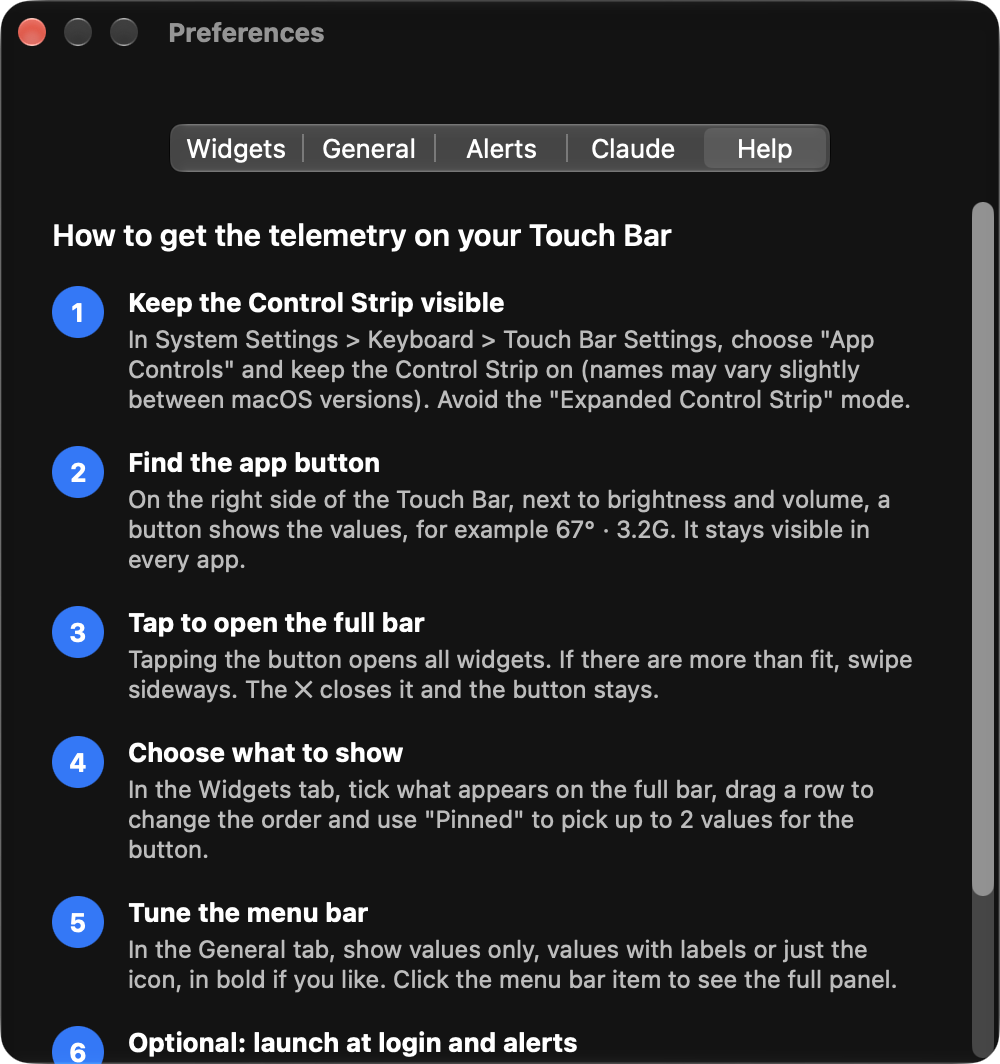 Preferences
Widgets
General
Alerts
Claude
Help
How to get the telemetry on your Touch Bar
1
Keep the Control Strip visible
In System Settings > Keyboard > Touch Bar Settings, choose "App
Controls" and keep the Control Strip on (names may vary slightly
between macOS versions). Avoid the "Expanded Control Strip" mode.
2
Find the app button
On the right side of the Touch Bar, next to brightness and volume, a
button shows the values, for example 67° · 3.2G. It stays visible in
every app.
3
Tap to open the full bar
Tapping the button opens all widgets. If there are more than fit, swipe
sideways. The ✕ closes it and the button stays.
4
Choose what to show
In the Widgets tab, tick what appears on the full bar, drag a row to
change the order and use "Pinned" to pick up to 2 values for the
button.
5
Tune the menu bar
In the General tab, show values only, values with labels or just the
icon, in bold if you like. Click the menu bar item to see the full panel.
6
Optional: launch at login and alerts